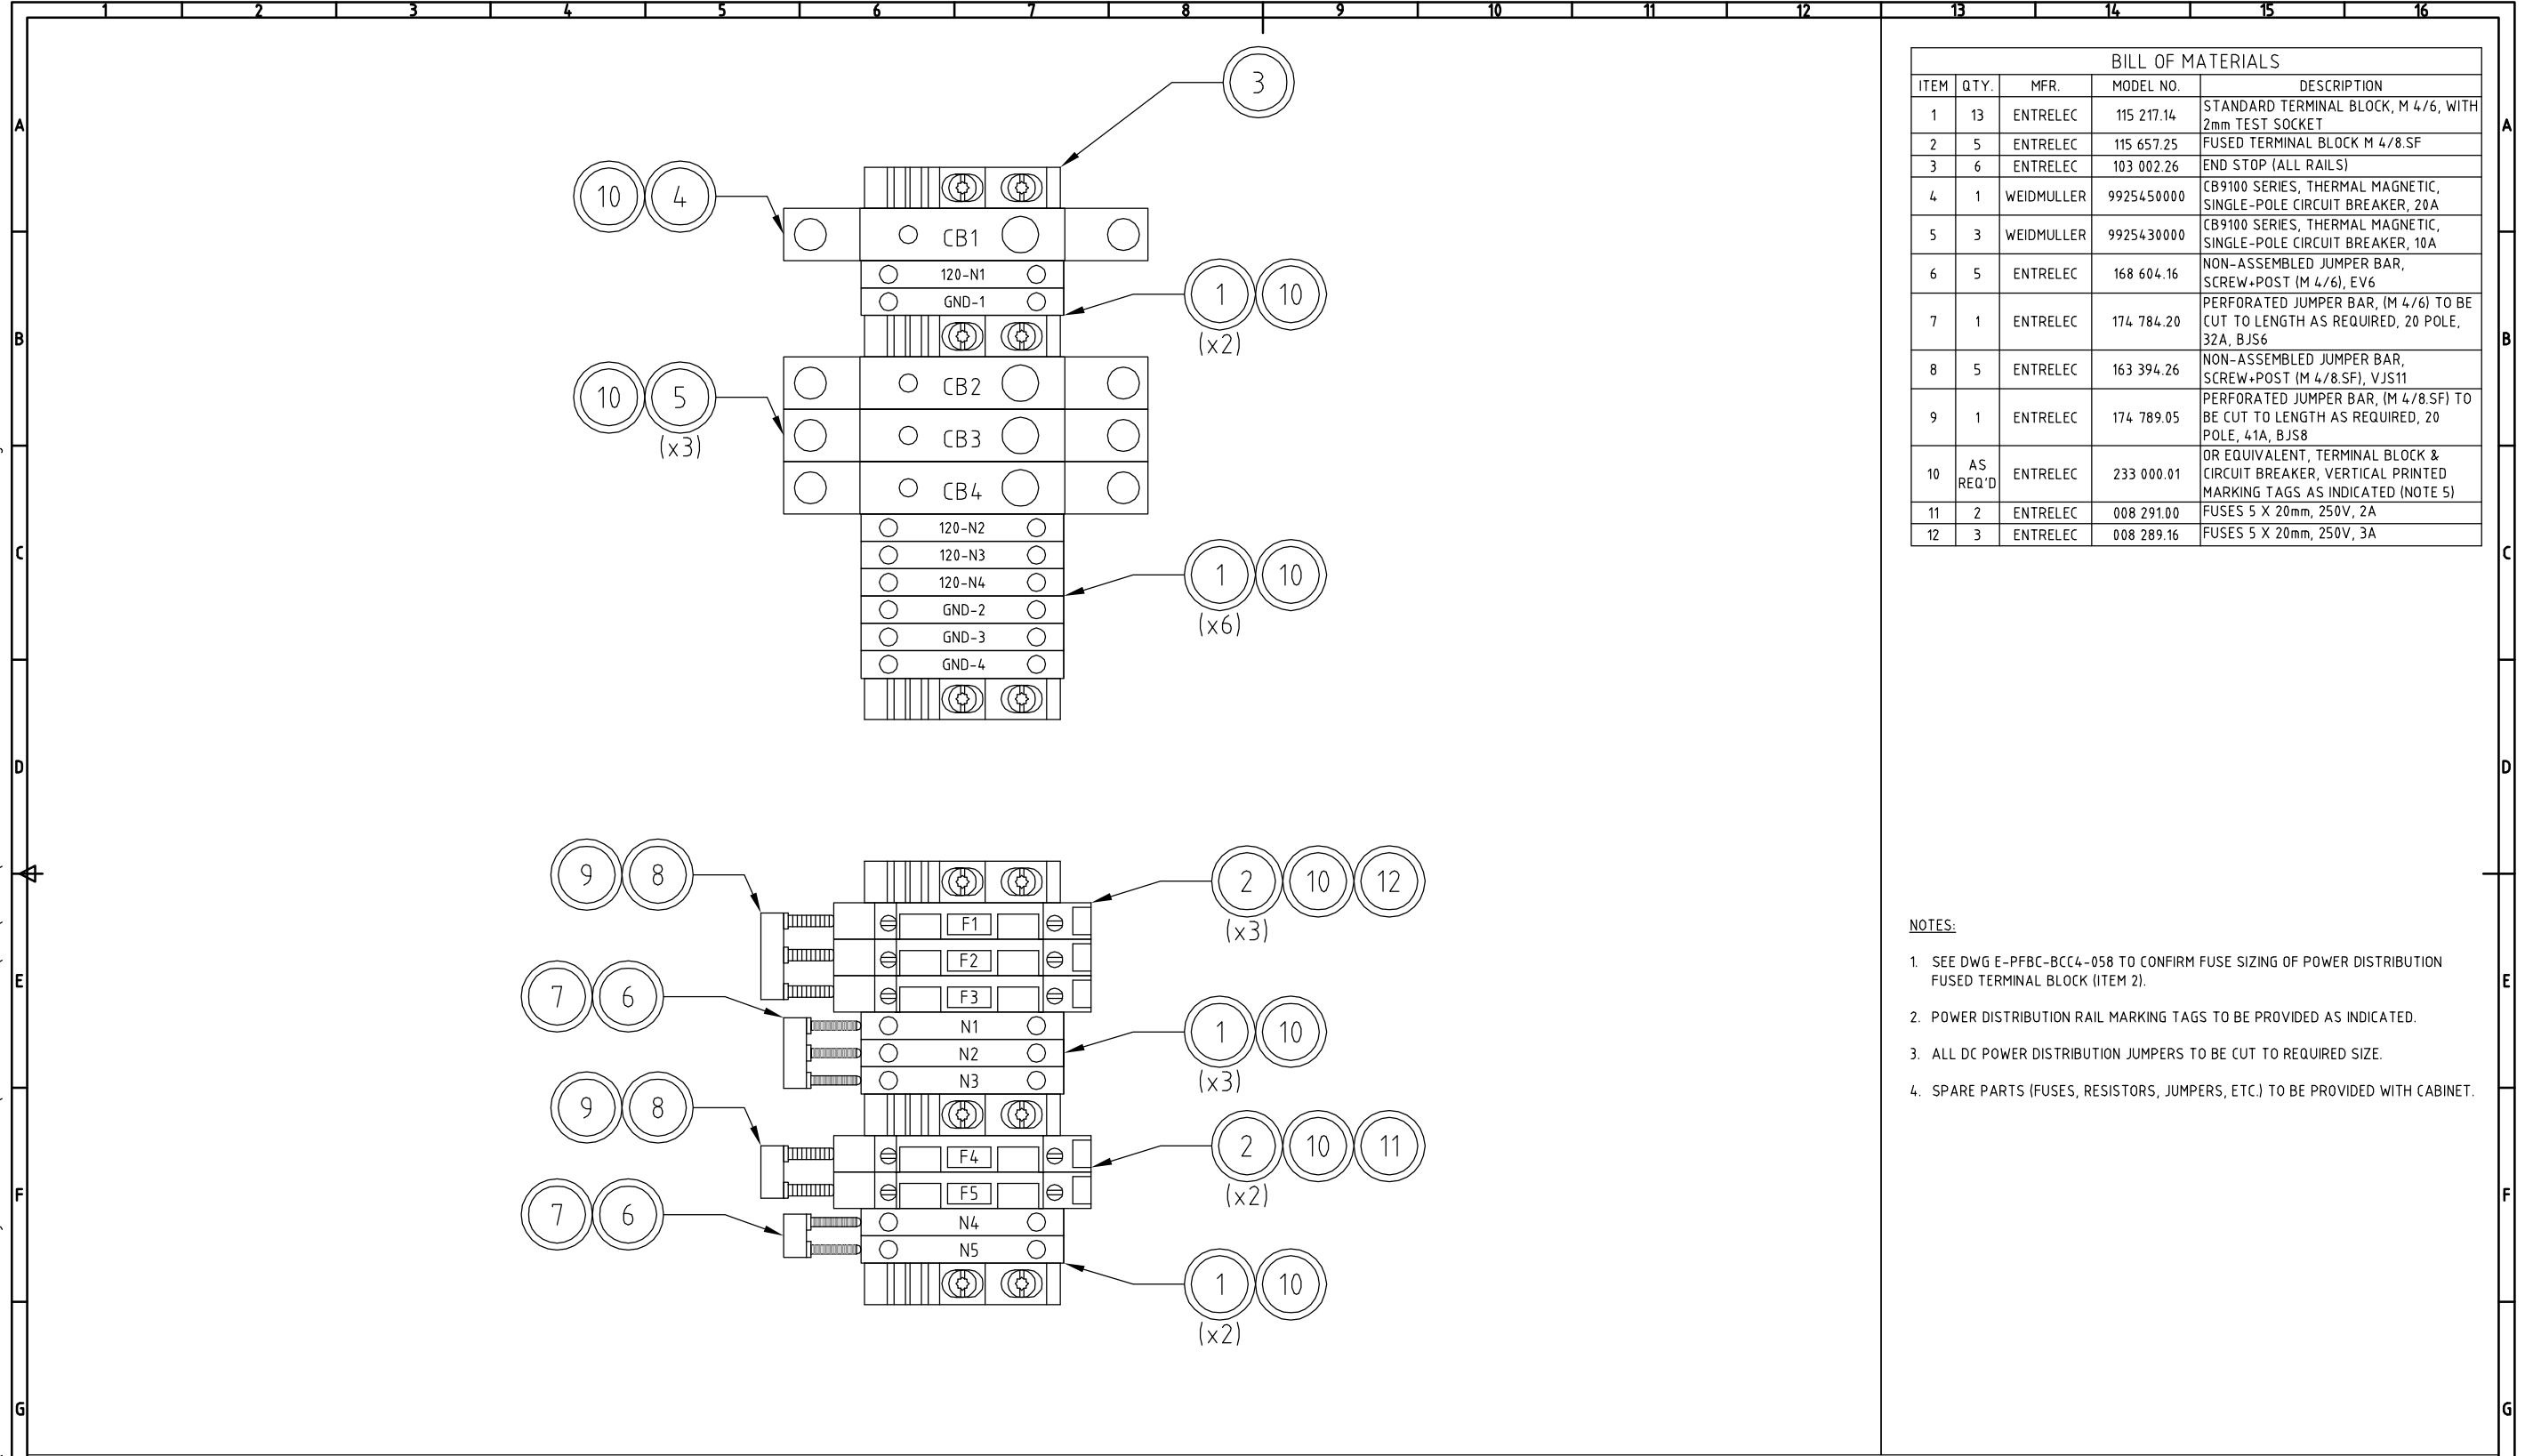 1 2 3 4 5 6 7 8 9 10 11 12 13 14 15 16
A A
B B
C C
D D
E E
F F
G G
3
10 4
CB1
120-N1
GND-1
1 10
(x2)
10 5
(x3)
CB2
CB3
CB4
120-N2
120-N3
120-N4
GND-2
GND-3
GND-4
1 10
(x6)
9 8
2 10 12
(x3)
F1
F2
F3
7 6
N1
N2
N3
1 10
(x3)
9 8
2 10 11
(x2)
F4
F5
7 6
N4
N5
1 10
(x2)
BILL OF MATERIALS
ITEM QTY. MFR. MODEL NO. DESCRIPTION
1 13 ENTRELEC 115 217.14 STANDARD TERMINAL BLOCK, M 4/6, WITH
2mm TEST SOCKET
2 5 ENTRELEC 115 657.25 FUSED TERMINAL BLOCK M 4/8.SF
3 6 ENTRELEC 103 002.26 END STOP (ALL RAILS)
4 1 WEIDMULLER 9925450000 CB9100 SERIES, THERMAL MAGNETIC,
SINGLE-POLE CIRCUIT BREAKER, 20A
5 3 WEIDMULLER 9925430000 CB9100 SERIES, THERMAL MAGNETIC,
SINGLE-POLE CIRCUIT BREAKER, 10A
6 5 ENTRELEC 168 604.16 NON-ASSEMBLED JUMPER BAR,
SCREW+POST (M 4/6), EV6
7 1 ENTRELEC 174 784.20 PERFORATED JUMPER BAR, (M 4/6) TO BE
CUT TO LENGTH AS REQUIRED, 20 POLE,
32A, BJS6
8 5 ENTRELEC 163 394.26 NON-ASSEMBLED JUMPER BAR,
SCREW+POST (M 4/8.SF), VJS11
9 1 ENTRELEC 174 789.05 PERFORATED JUMPER BAR, (M 4/8.SF) TO
BE CUT TO LENGTH AS REQUIRED, 20
POLE, 41A, BJS8
10 AS REQ'D ENTRELEC 233 000.01 OR EQUIVALENT, TERMINAL BLOCK &
CIRCUIT BREAKER, VERTICAL PRINTED
MARKING TAGS AS INDICATED (NOTE 5)
11 2 ENTRELEC 008 291.00 FUSES 5 X 20mm, 250V, 2A
12 3 ENTRELEC 008 289.16 FUSES 5 X 20mm, 250V, 3A
NOTES:
1. SEE DWG E-PFBC-BCC4-058 TO CONFIRM FUSE SIZING OF POWER DISTRIBUTION
FUSED TERMINAL BLOCK (ITEM 2).
2. POWER DISTRIBUTION RAIL MARKING TAGS TO BE PROVIDED AS INDICATED.
3. ALL DC POWER DISTRIBUTION JUMPERS TO BE CUT TO REQUIRED SIZE.
4. SPARE PARTS (FUSES, RESISTORS, JUMPERS, ETC.) TO BE PROVIDED WITH CABINET.